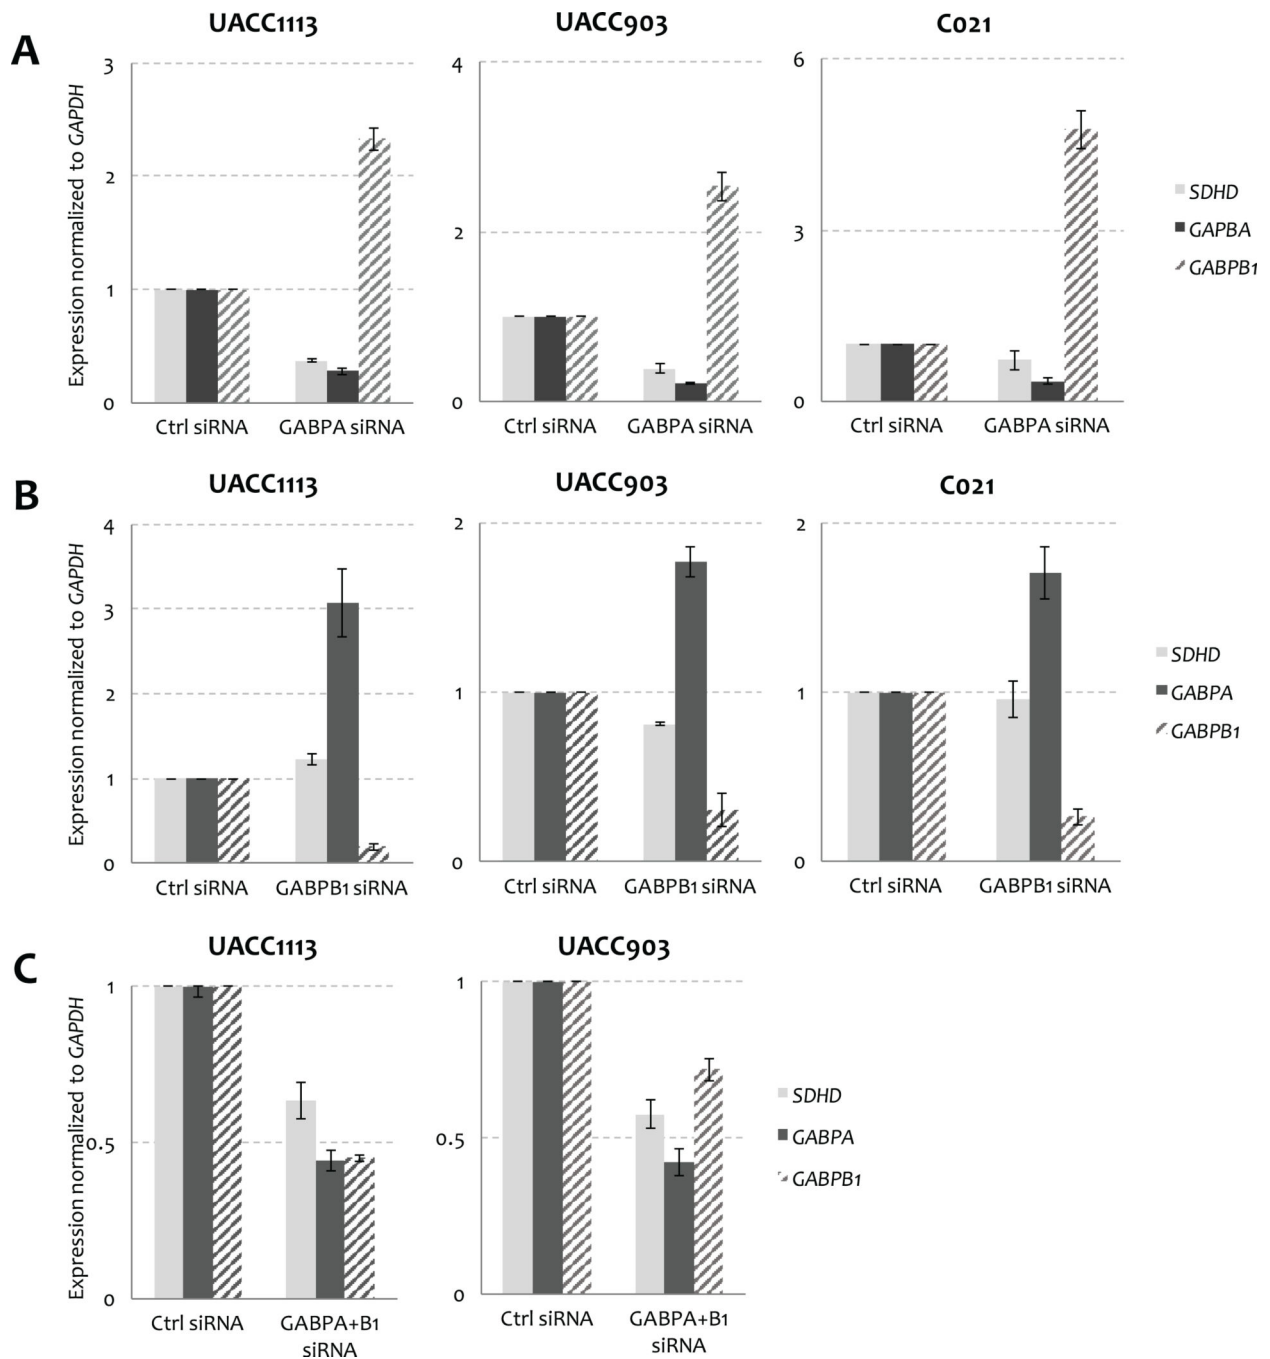 A
UACC1113
UACC903
C021
Expression normalized to GAPDH
3
2
1
0
4
2
0
6
3
0
Ctrl siRNA
GABPA siRNA
Ctrl siRNA
GABPA siRNA
Ctrl siRNA
GABPA siRNA
SDHD
GAPBA
GABPB1
B
UACC1113
UACC903
C021
Expression normalized to GAPDH
4
3
2
1
0
2
1
0
2
1
0
Ctrl siRNA
GABPB1 siRNA
Ctrl siRNA
GABPB1 siRNA
Ctrl siRNA
GABPB1 siRNA
SDHD
GABPA
GABPB1
C
UACC1113
UACC903
Expression normalized to GAPDH
1
0.5
0
1
0.5
0
Ctrl siRNA
GABPA+B1
siRNA
Ctrl siRNA
GABPA+B1
siRNA
SDHD
GABPA
GABPB1